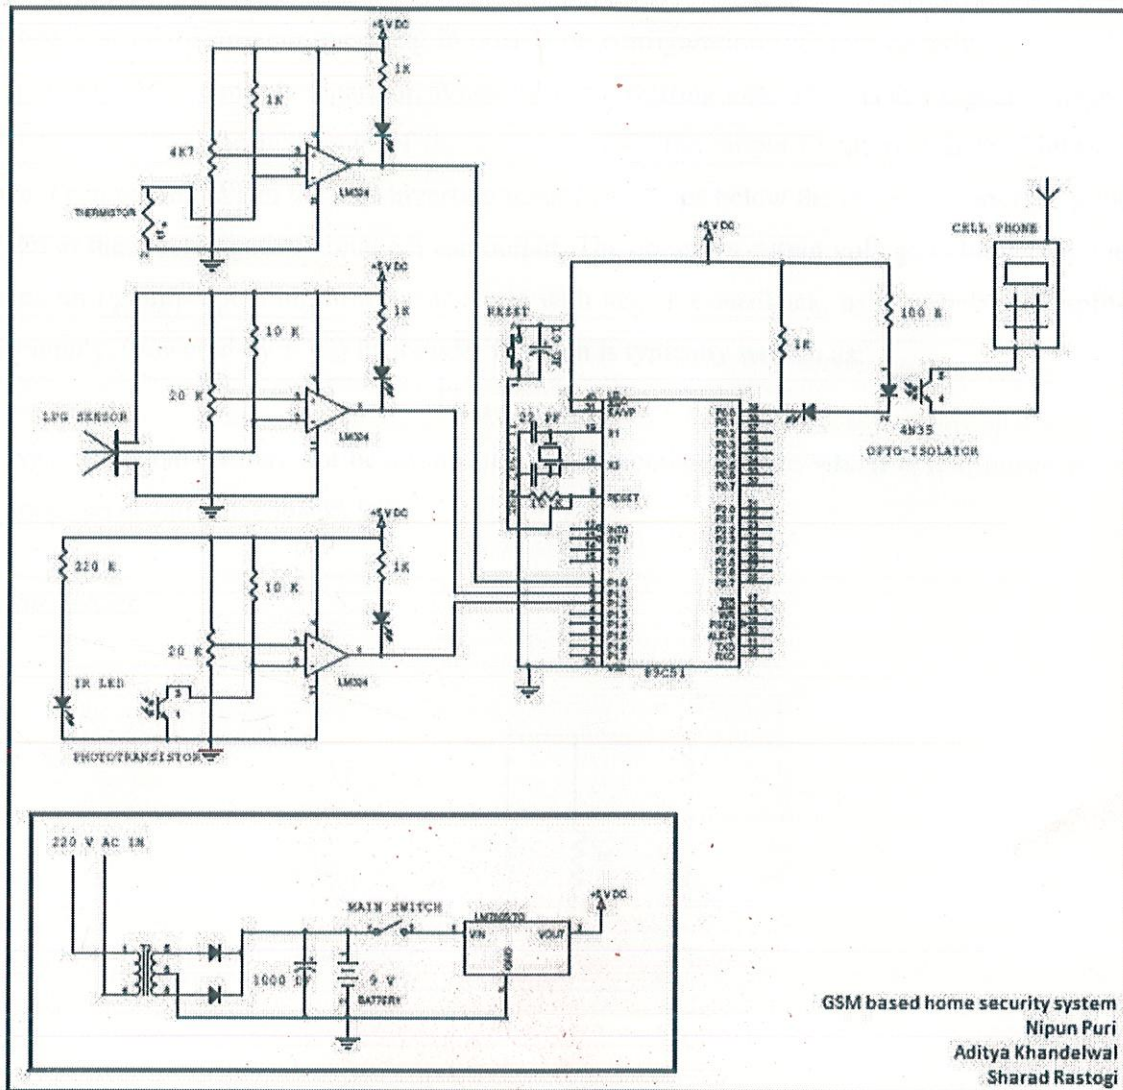 +5VDC
1K
1K
4K7
LM324
THERMISTOR
+5VDC
CELL PHONE
+5VDC
RESET
100 E
1K
10 K
1K
20 K
LPG SENSOR
LM324
22 PF
4N35
OPTO-ISOLATOR
EA/VP
X1
X2
RESET
INT0
INT1
T0
T1
P1.0
P1.1
P1.2
P1.3
P1.4
P1.5
P1.6
P1.7
P0.0
P0.1
P0.2
P0.3
P0.4
P0.5
P0.6
P0.7
P2.0
P2.1
P2.2
P2.3
P2.4
P2.5
P2.6
P2.7
PSEN
ALE/P
TXD
RXD
89C51
+5VDC
220 E
10 K
1K
20 K
IR LED
LM324
PHOTOTRANSISTOR
220 V AC IN
MAIN SWITCH
+5VDC
VIN
VOUT
GND
1000 UF
9 V
BATTERY
GSM based home security system
Nipun Puri
Aditya Khandelwal
Sharad Rastogi